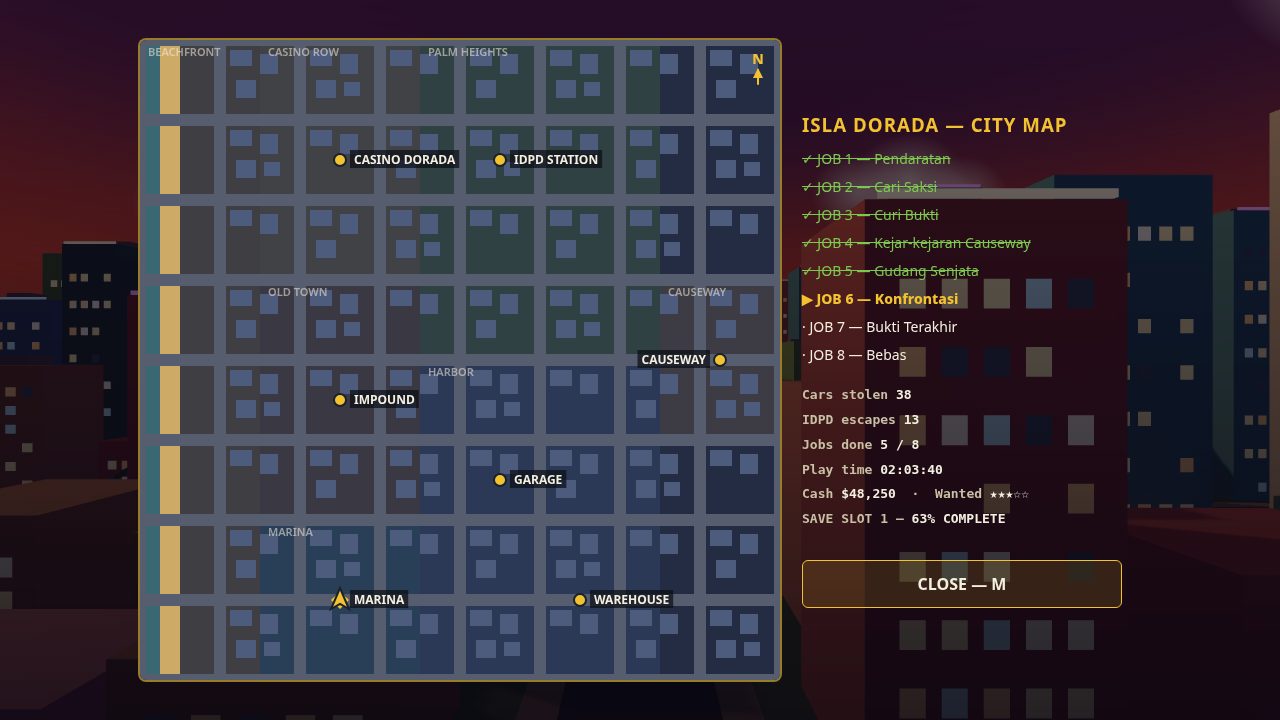 BEACHFRONT
CASINO ROW
PALM HEIGHTS
N
CASINO DORADA
IDPD STATION
OLD TOWN
CAUSEWAY
CAUSEWAY
HARBOR
IMPOUND
GARAGE
MARINA
MARINA
WAREHOUSE
ISLA DORADA — CITY MAP
✓ JOB 1 — Pendaratan
✓ JOB 2 — Cari Saksi
✓ JOB 3 — Curi Bukti
✓ JOB 4 — Kejar-kejaran Causeway
✓ JOB 5 — Gudang Senjata
▶ JOB 6 — Konfrontasi
· JOB 7 — Bukti Terakhir
· JOB 8 — Bebas
Cars stolen 38
IDPD escapes 13
Jobs done 5 / 8
Play time 02:03:40
Cash $48,250 · Wanted ★★★☆☆
SAVE SLOT 1 — 63% COMPLETE
CLOSE — M